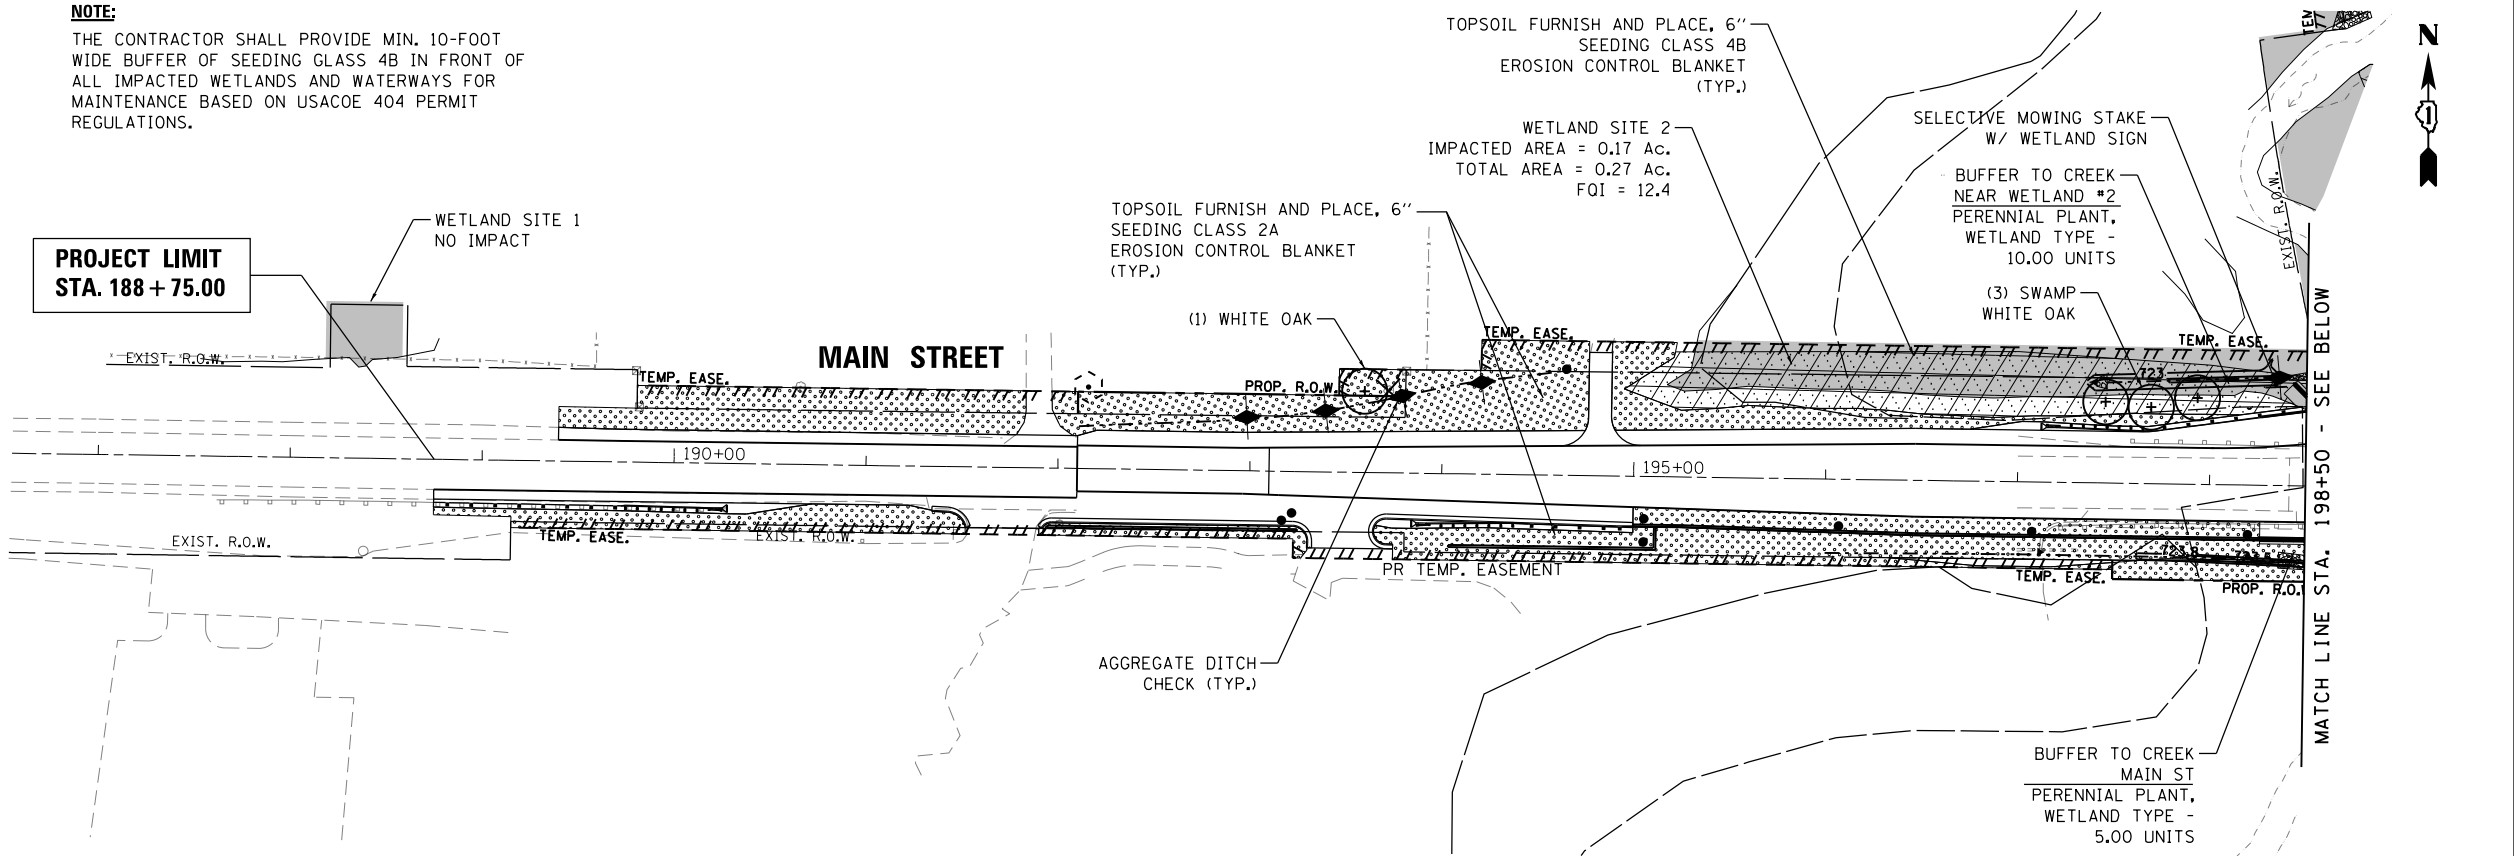 NOTE:
THE CONTRACTOR SHALL PROVIDE MIN. 10-FOOT
WIDE BUFFER OF SEEDING GLASS 4B IN FRONT OF
ALL IMPACTED WETLANDS AND WATERWAYS FOR
MAINTENANCE BASED ON USACOE 404 PERMIT
REGULATIONS.
PROJECT LIMIT
STA. 188+75.00
WETLAND SITE 1
NO IMPACT
EXIST. R.O.W.
TEMP. EASE.
MAIN STREET
TOPSOIL FURNISH AND PLACE, 6"
SEEDING CLASS 2A
EROSION CONTROL BLANKET
(TYP.)
(1) WHITE OAK
PROP. R.O.W.
TEMP. EASE.
TOPSOIL FURNISH AND PLACE, 6"
SEEDING CLASS 4B
EROSION CONTROL BLANKET
(TYP.)
WETLAND SITE 2
IMPACTED AREA = 0.17 Ac.
TOTAL AREA = 0.27 Ac.
FQI = 12.4
SELECTIVE MOWING STAKE
W/ WETLAND SIGN
BUFFER TO CREEK
NEAR WETLAND #2
PERENNIAL PLANT,
WETLAND TYPE -
10.00 UNITS
(3) SWAMP
WHITE OAK
TEMP. EASE.
723
EXIST. R.O.W.
TEM
N
1
190+00
195+00
EXIST. R.O.W.
TEMP. EASE.
EXIST. R.O.W.
PR TEMP. EASEMENT
723.8
TEMP. EASE.
PROP. R.O.W
AGGREGATE DITCH
CHECK (TYP.)
BUFFER TO CREEK
MAIN ST
PERENNIAL PLANT,
WETLAND TYPE -
5.00 UNITS
MATCH LINE STA. 198+50 - SEE BELOW